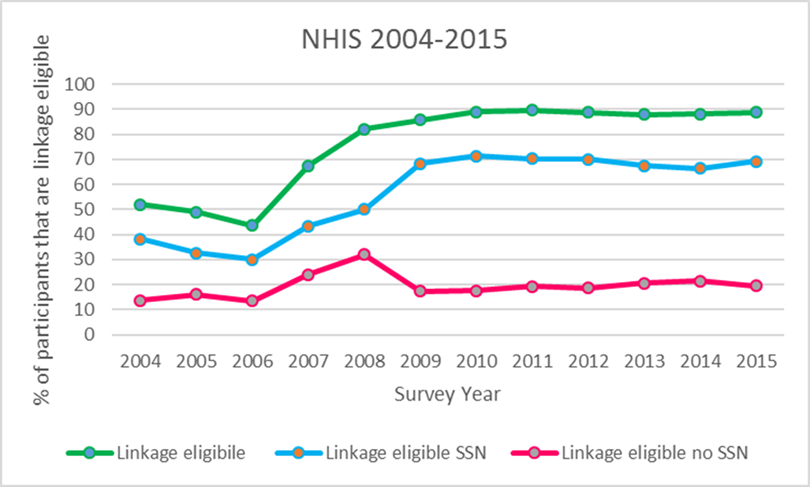 NHIS 2004-2015
% of participants that are linkage eligible
100
90
80
70
60
50
40
30
20
10
0
2004 2005 2006 2007 2008 2009 2010 2011 2012 2013 2014 2015
Survey Year
Linkage eligibile Linkage eligible SSN Linkage eligible no SSN